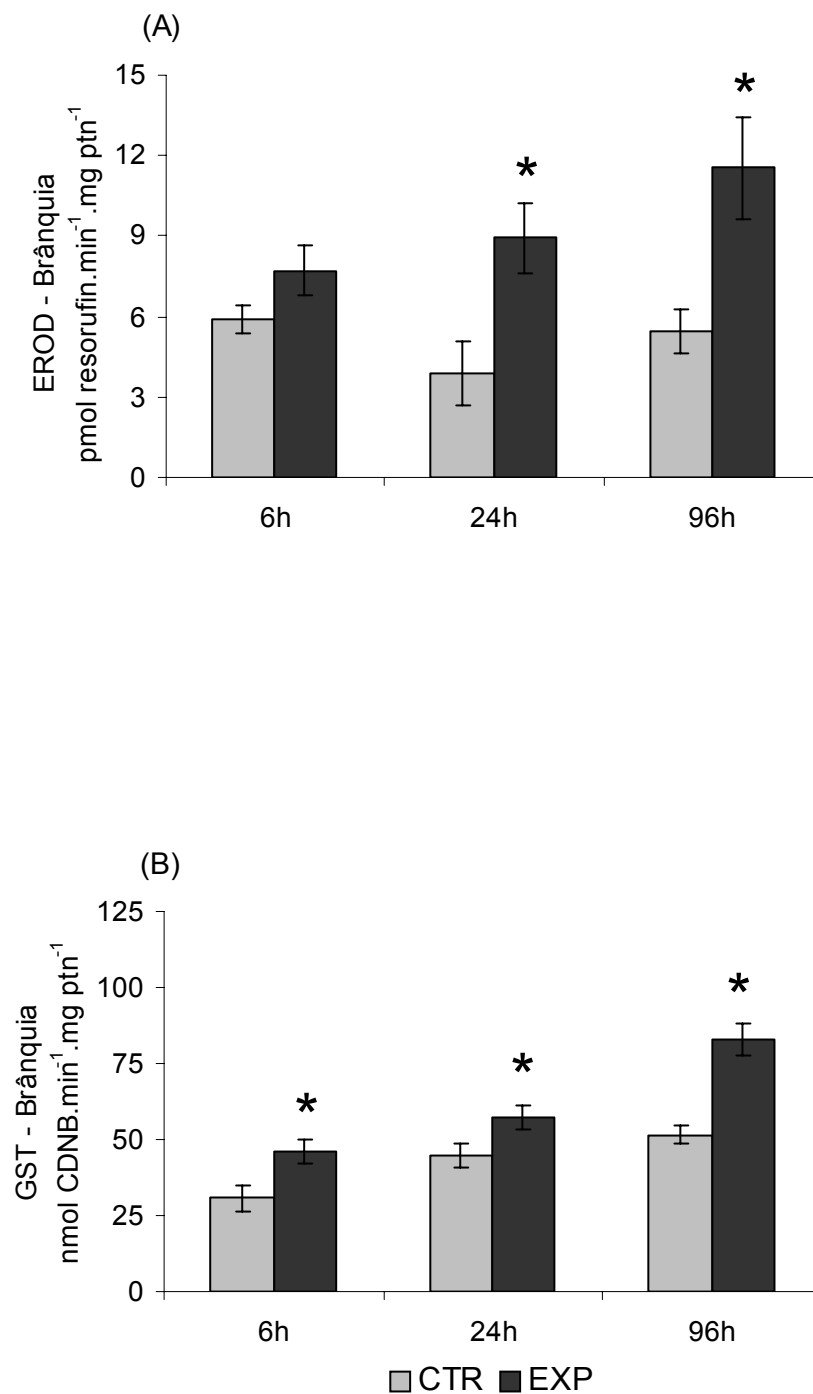 (A)
EROD - Brânquia
pmol resorufin.min⁻¹.mg ptn⁻¹
15
12
9
6
3
0
*
*
6h
24h
96h
(B)
GST - Brânquia
nmol CDNB.min⁻¹.mg ptn⁻¹
125
100
75
50
25
0
*
*
*
6h
24h
96h
CTR EXP